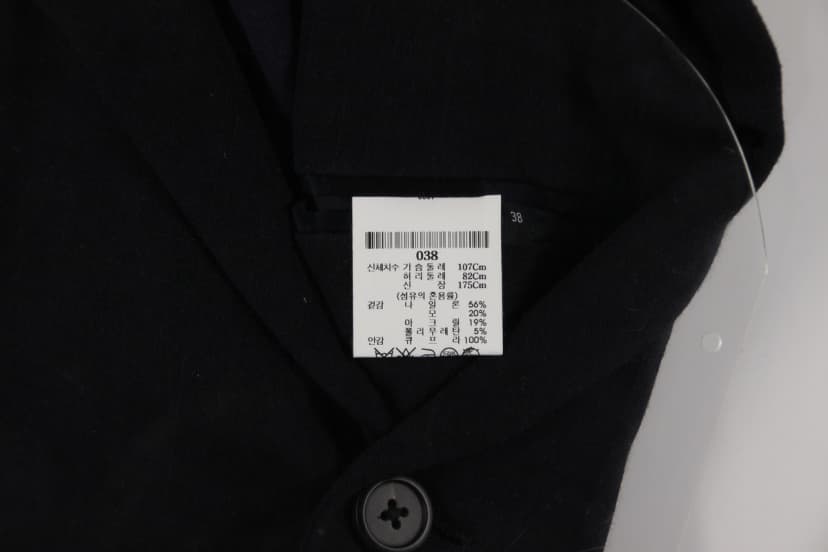 038
신체치수 가슴둘레 107Cm
허리둘레 82Cm
신장 175Cm
(섬유의 혼용률)
겉감 나일론 56%
모 20%
아크릴 19%
폴리우레탄 5%
안감 큐프라 100%
38